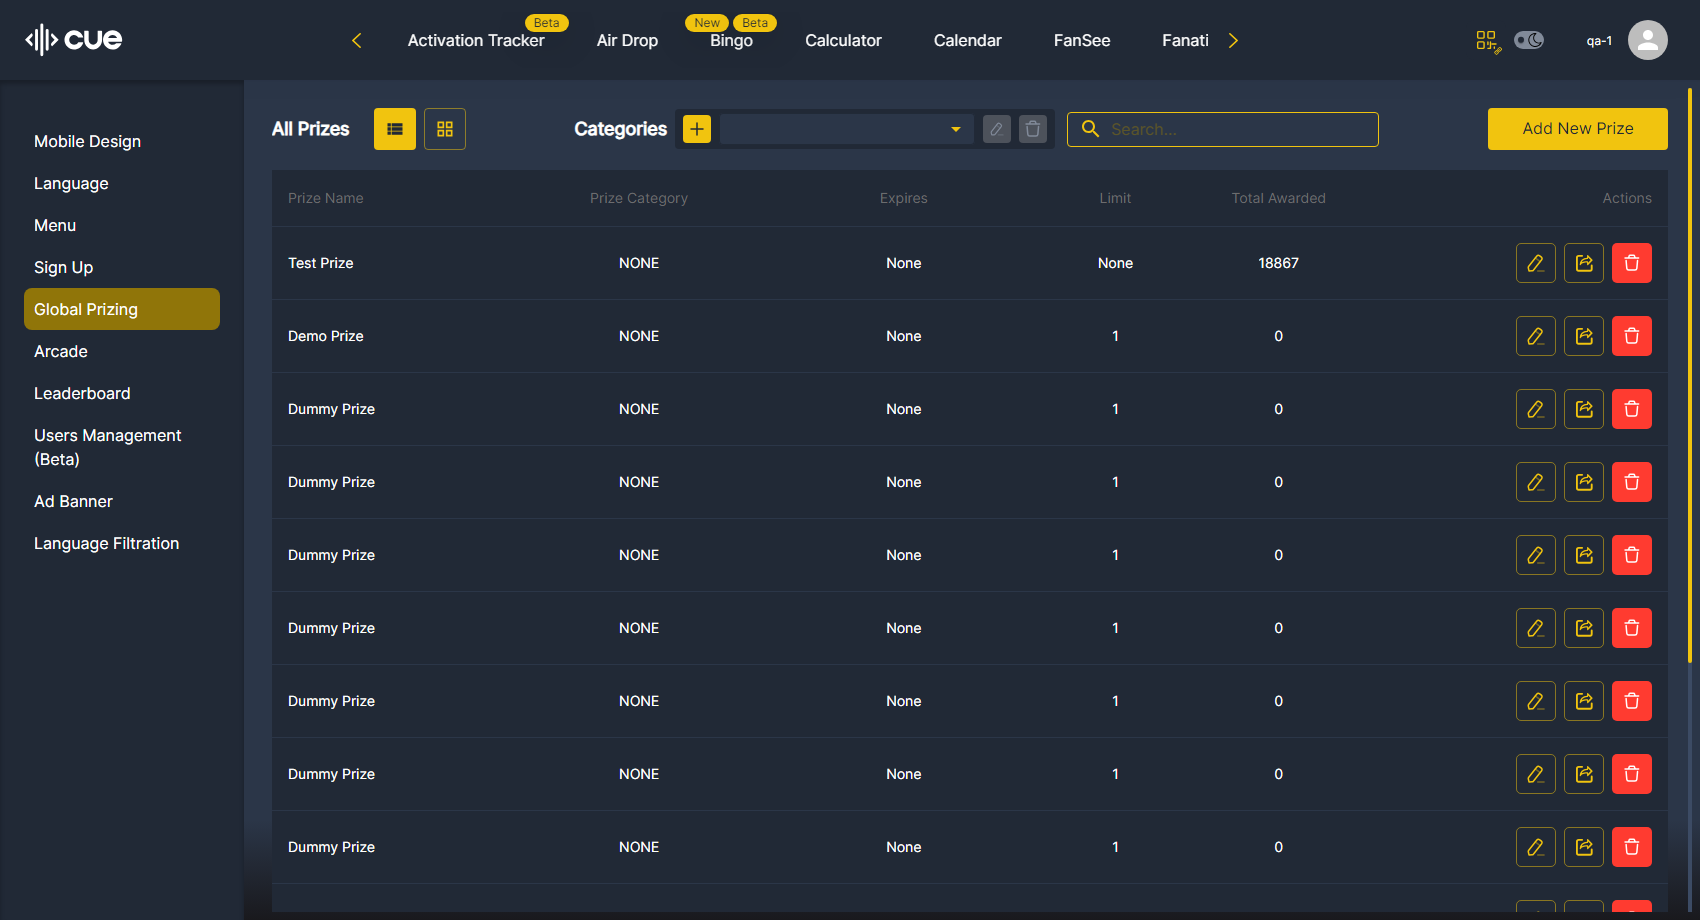 cue
Beta
New Beta
Activation Tracker Air Drop Bingo Calculator Calendar FanSee Fanati
qa-1
Mobile Design
Language
Menu
Sign Up
Global Prizing
Arcade
Leaderboard
Users Management
(Beta)
Ad Banner
Language Filtration
All Prizes Categories Search... Add New Prize
Prize Name Prize Category Expires Limit Total Awarded Actions
Test Prize NONE None None 18867
Demo Prize NONE None 1 0
Dummy Prize NONE None 1 0
Dummy Prize NONE None 1 0
Dummy Prize NONE None 1 0
Dummy Prize NONE None 1 0
Dummy Prize NONE None 1 0
Dummy Prize NONE None 1 0
Dummy Prize NONE None 1 0